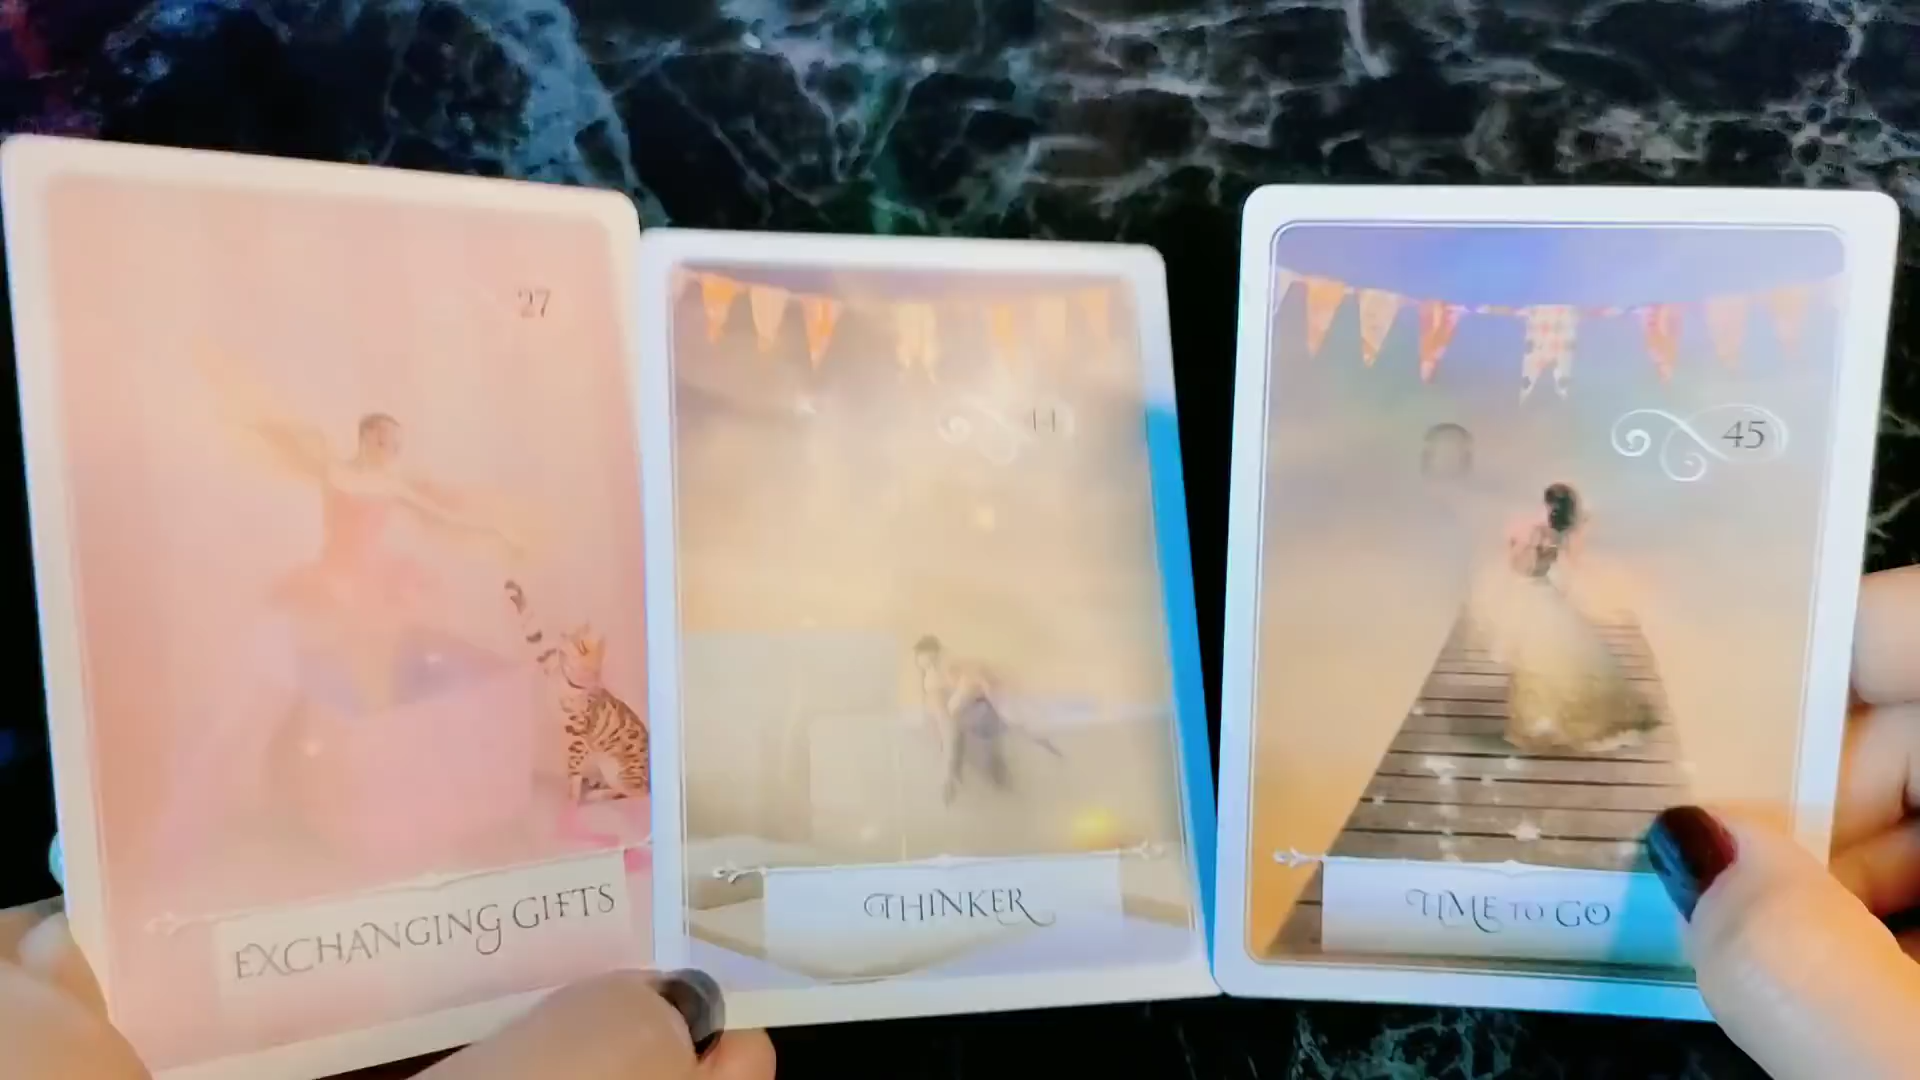 27
EXCHANGING GIFTS
THINKER
45
TIME TO GO